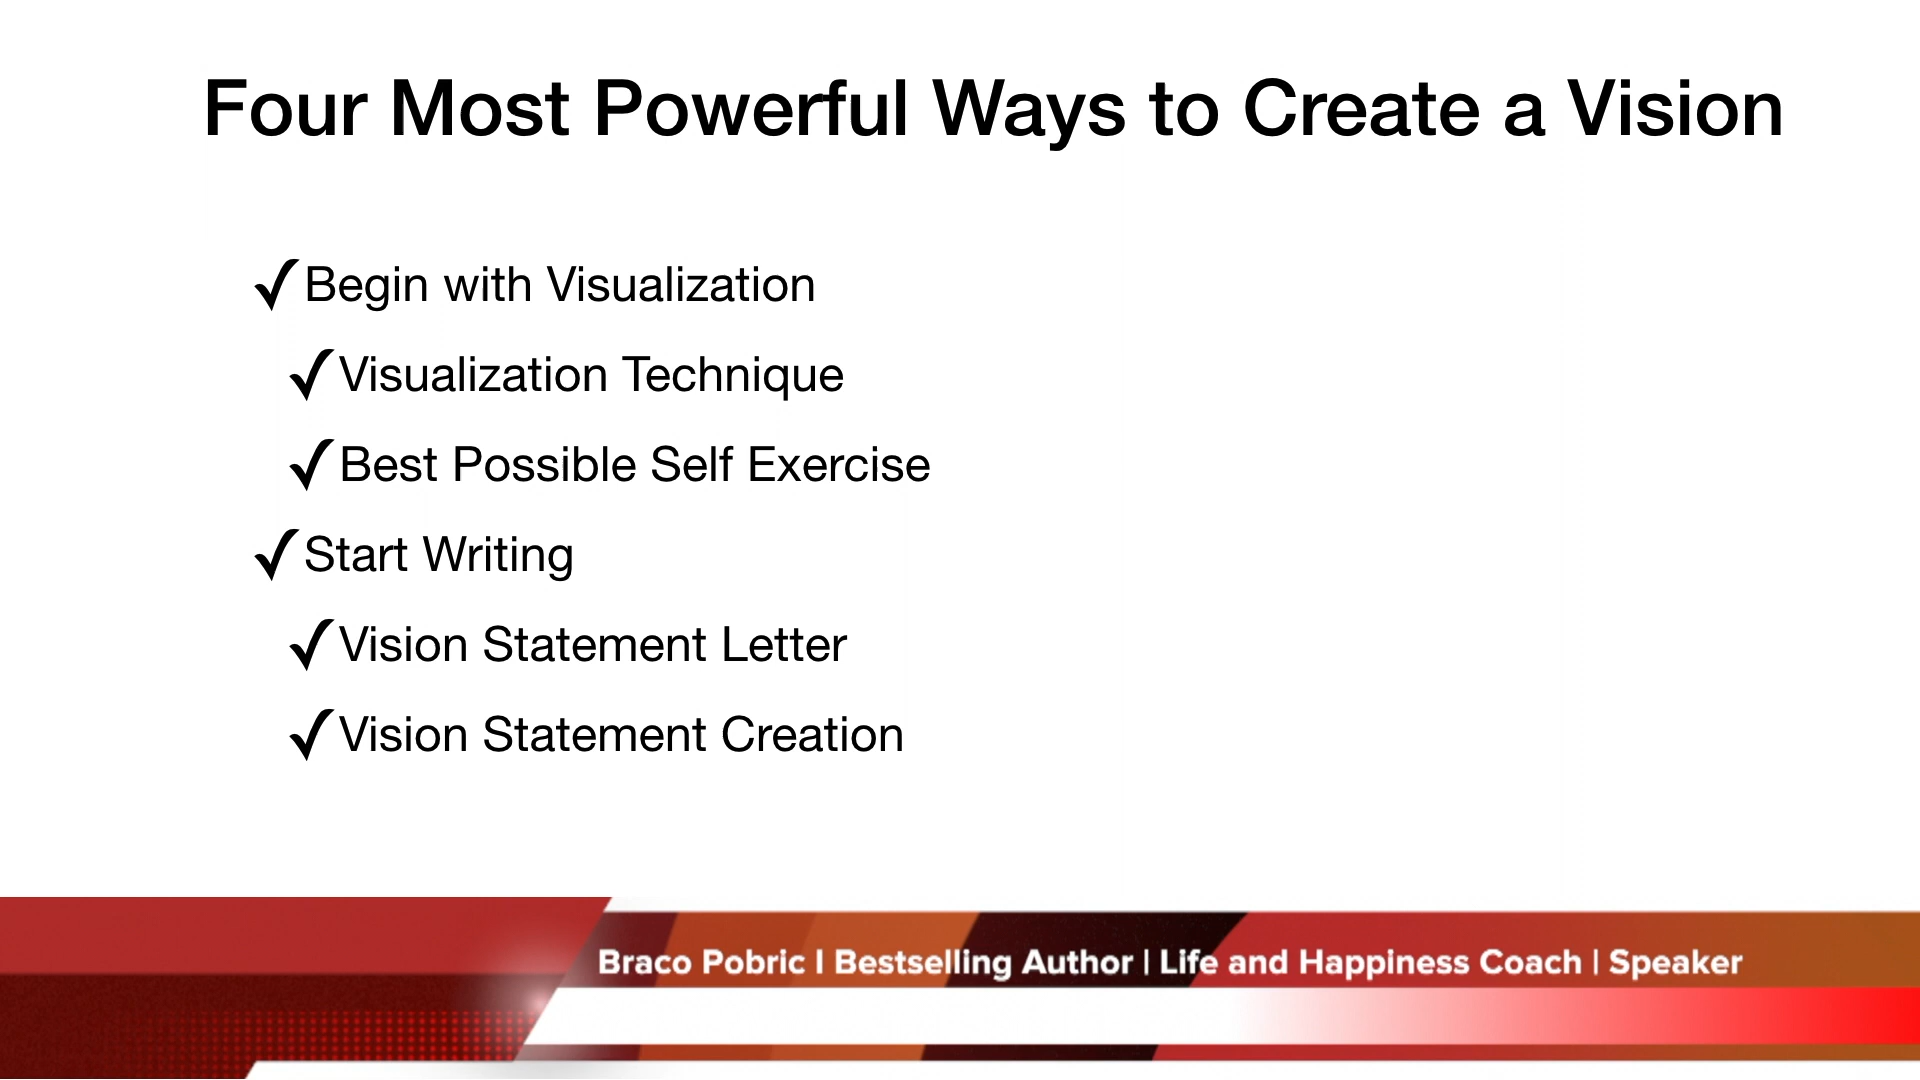 Four Most Powerful Ways to Create a Vision
✓Begin with Visualization
✓Visualization Technique
✓Best Possible Self Exercise
✓Start Writing
✓Vision Statement Letter
✓Vision Statement Creation
Braco Pobric I Bestselling Author | Life and Happiness Coach | Speaker